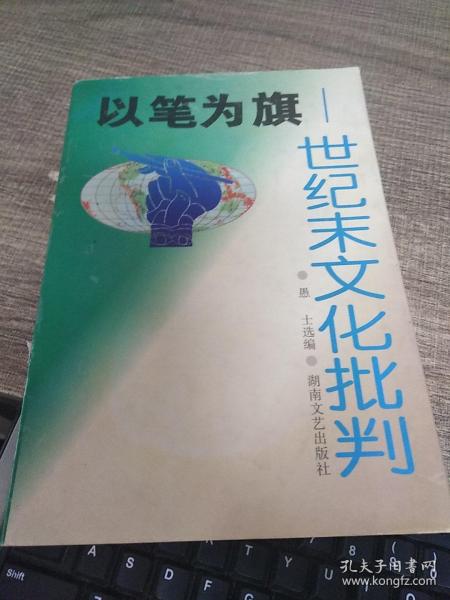 以笔为旗
—世纪末文化批判
●愚 士选编●湖南文艺出版社
Shift
A
S
D
孔夫子旧书网
www.kongfz.com